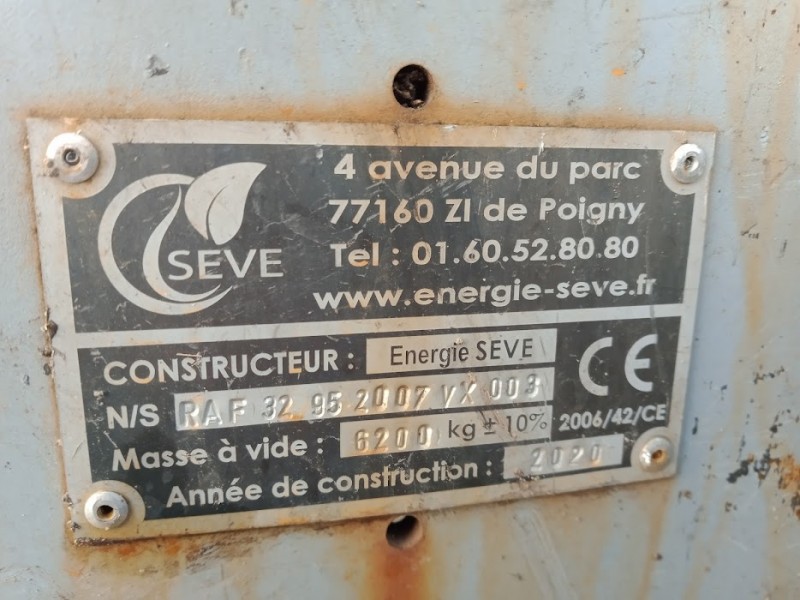 SEVE
4 avenue du parc
77160 ZI de Poigny
Tel : 01.60.52.80.80
www.energie-seve.fr
CONSTRUCTEUR : Energie SEVE
N/S RAF 32 95 2007 VX 003
CE
2006/42/CE
Masse à vide : 6200 kg ± 10%
Année de construction : 2020